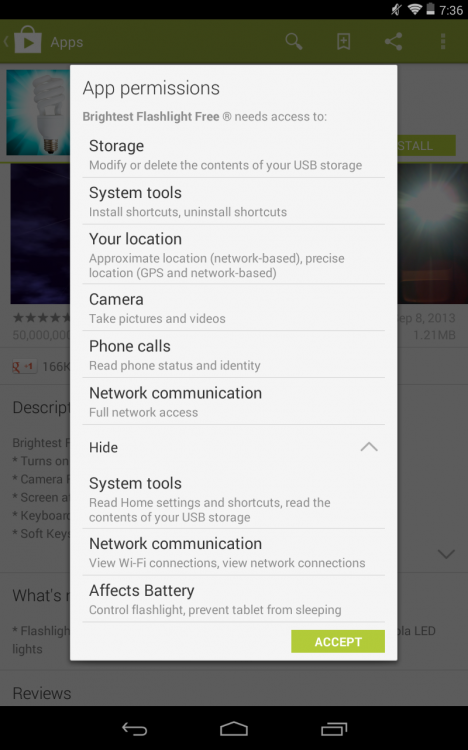 7:36
Apps
App permissions
Brightest Flashlight Free ® needs access to:
Storage
Modify or delete the contents of your USB storage
System tools
Install shortcuts, uninstall shortcuts
Your location
Approximate location (network-based), precise
location (GPS and network-based)
Camera
Take pictures and videos
Phone calls
Read phone status and identity
Network communication
Full network access
Hide
System tools
Read Home settings and shortcuts, read the
contents of your USB storage
Network communication
View Wi-Fi connections, view network connections
Affects Battery
Control flashlight, prevent tablet from sleeping
ACCEPT
STALL
ep 8, 2013
50,000,000
1.21MB
g +1 166K
Descript
Brightest F
* Turns on
* Camera F
* Screen a
* Keyboard
* Soft Keys
What's n
* Flashligh
ola LED
lights
Reviews